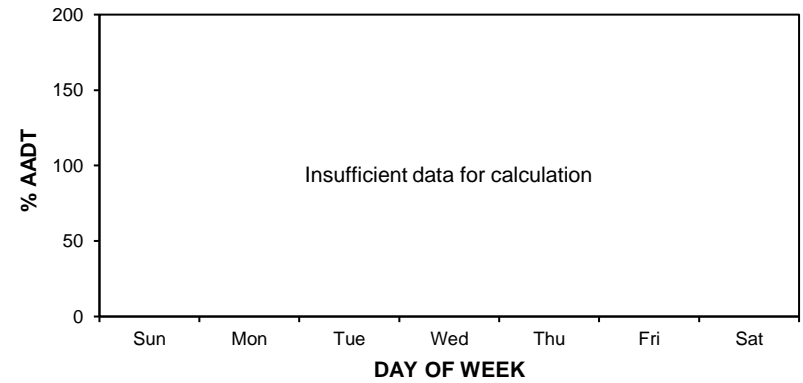 200
150
100
50
0
% AADT
Insufficient data for calculation
Sun Mon Tue Wed Thu Fri Sat
DAY OF WEEK